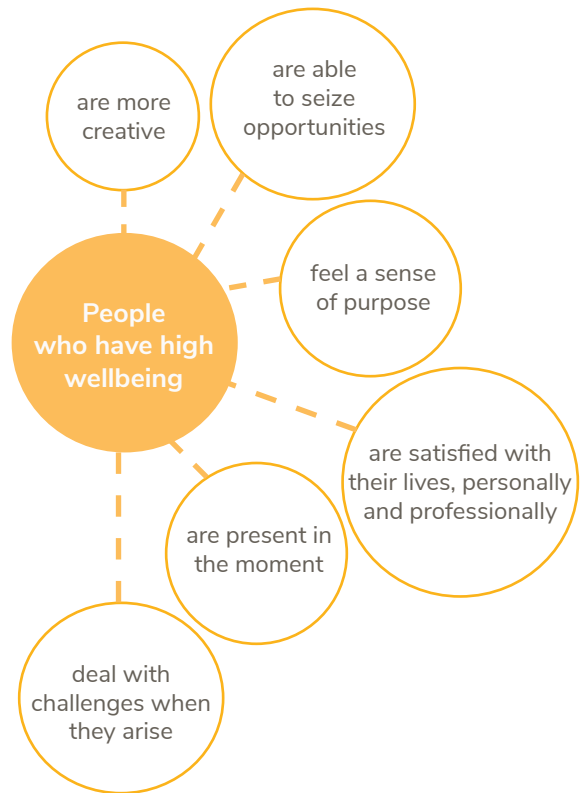 are more
creative
are able
to seize
opportunities
feel a sense
of purpose
People
who have high
wellbeing
are satisfied with
their lives, personally
and professionally
are present in
the moment
deal with
challenges when
they arise